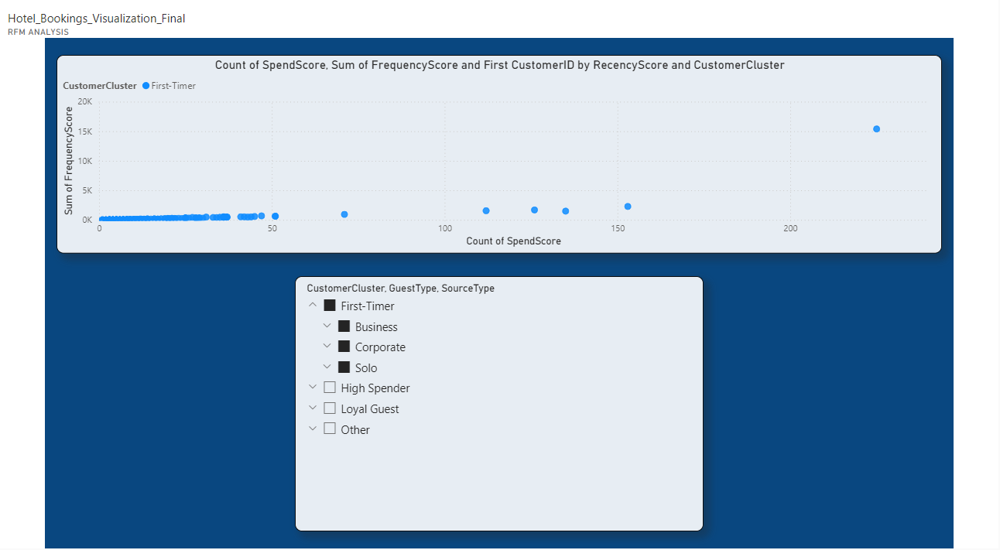 Hotel_Bookings_Visualization_Final
RFM ANALYSIS
Count of SpendScore, Sum of FrequencyScore and First CustomerID by RecencyScore and CustomerCluster
CustomerCluster First-Timer
Sum of FrequencyScore
20K
15K
10K
5K
0K
0 50 100 150 200
Count of SpendScore
CustomerCluster, GuestType, SourceType
First-Timer
Business
Corporate
Solo
High Spender
Loyal Guest
Other